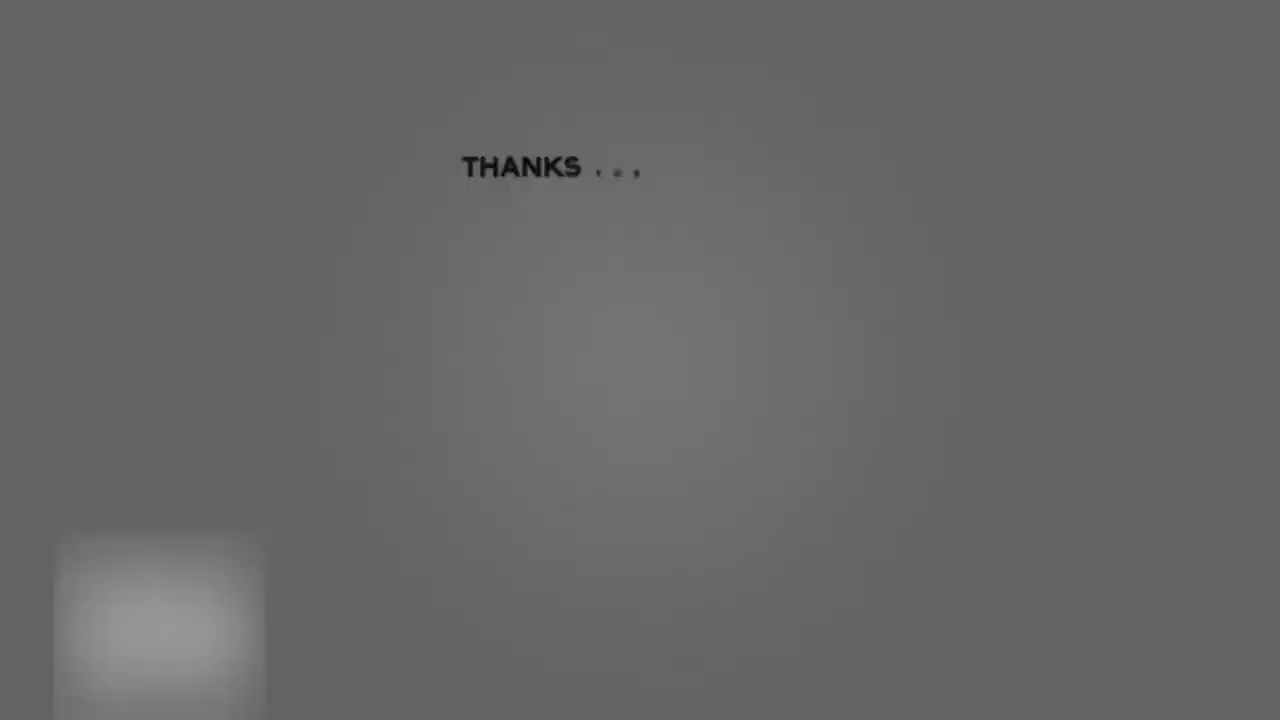 THANKS . . .